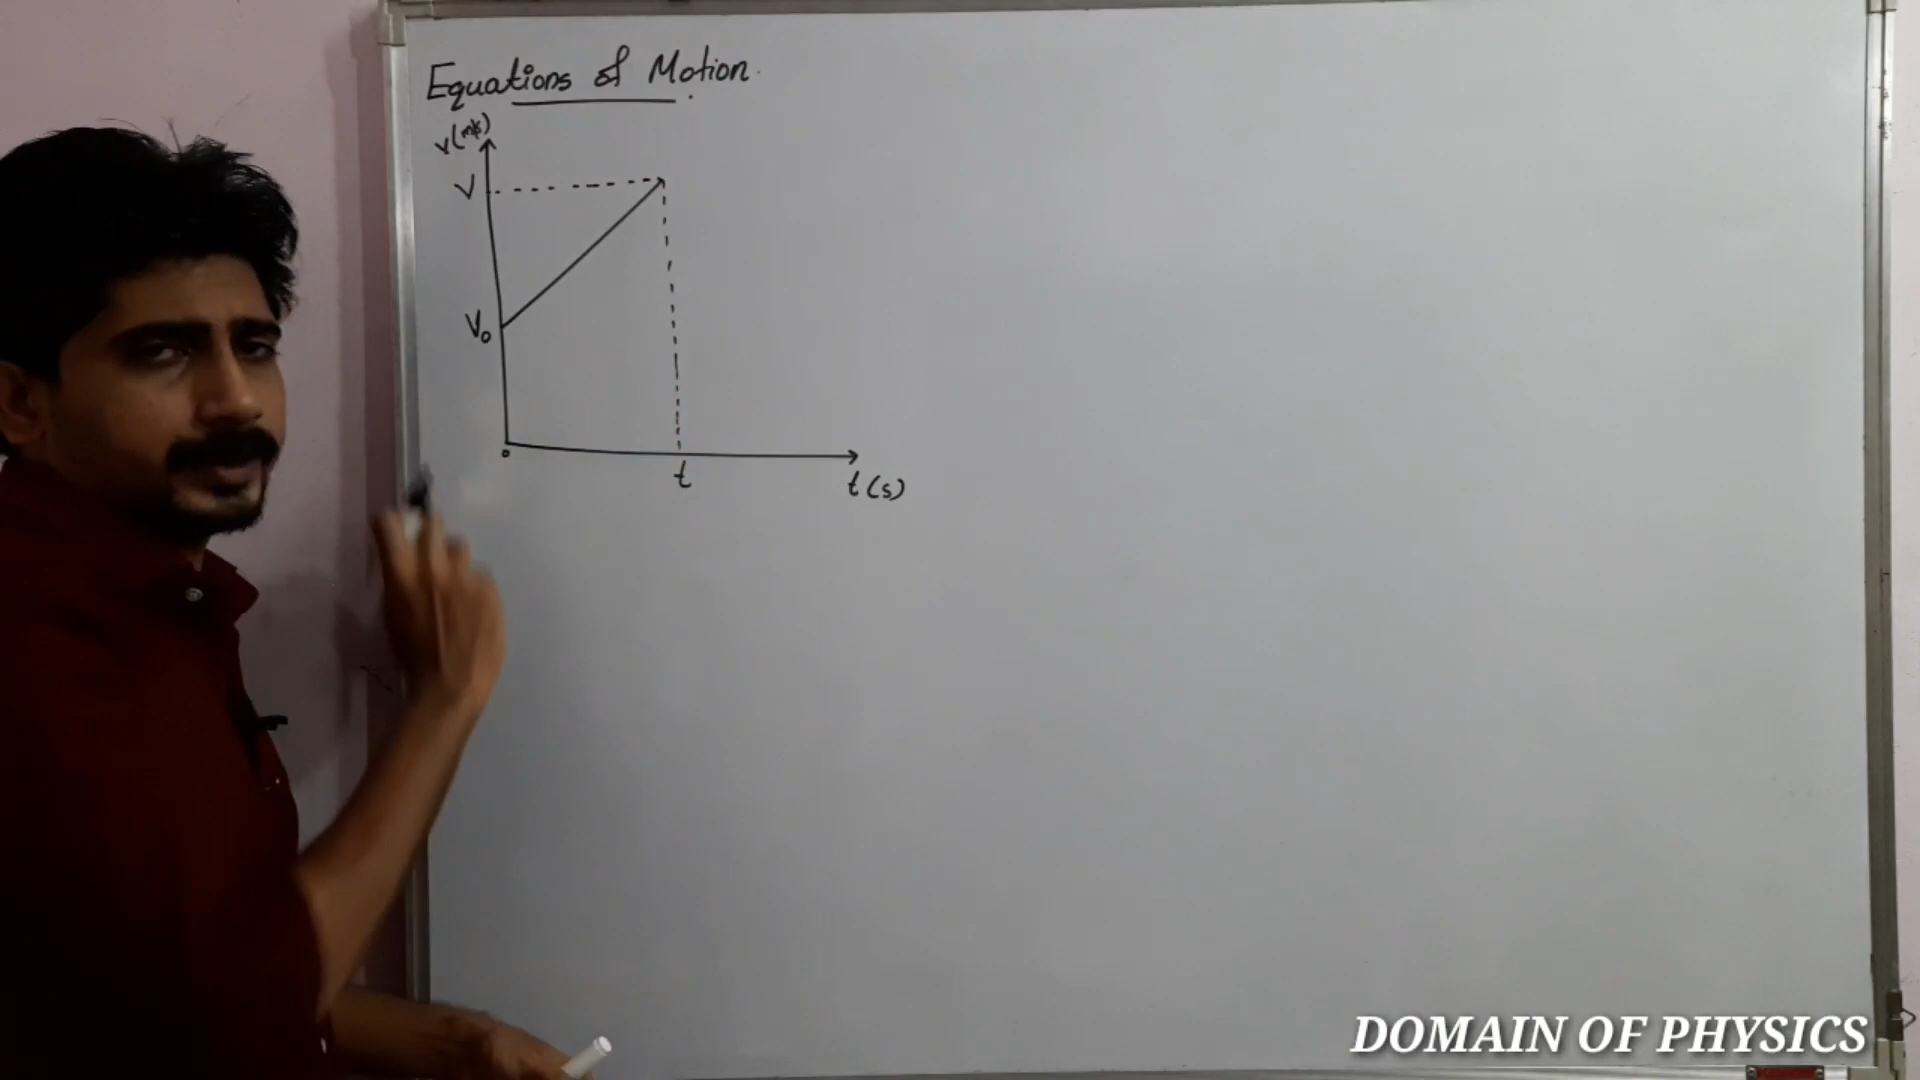 Equations of Motion.
v(m/s)
V
V₀
0
t
t(s)
DOMAIN OF PHYSICS